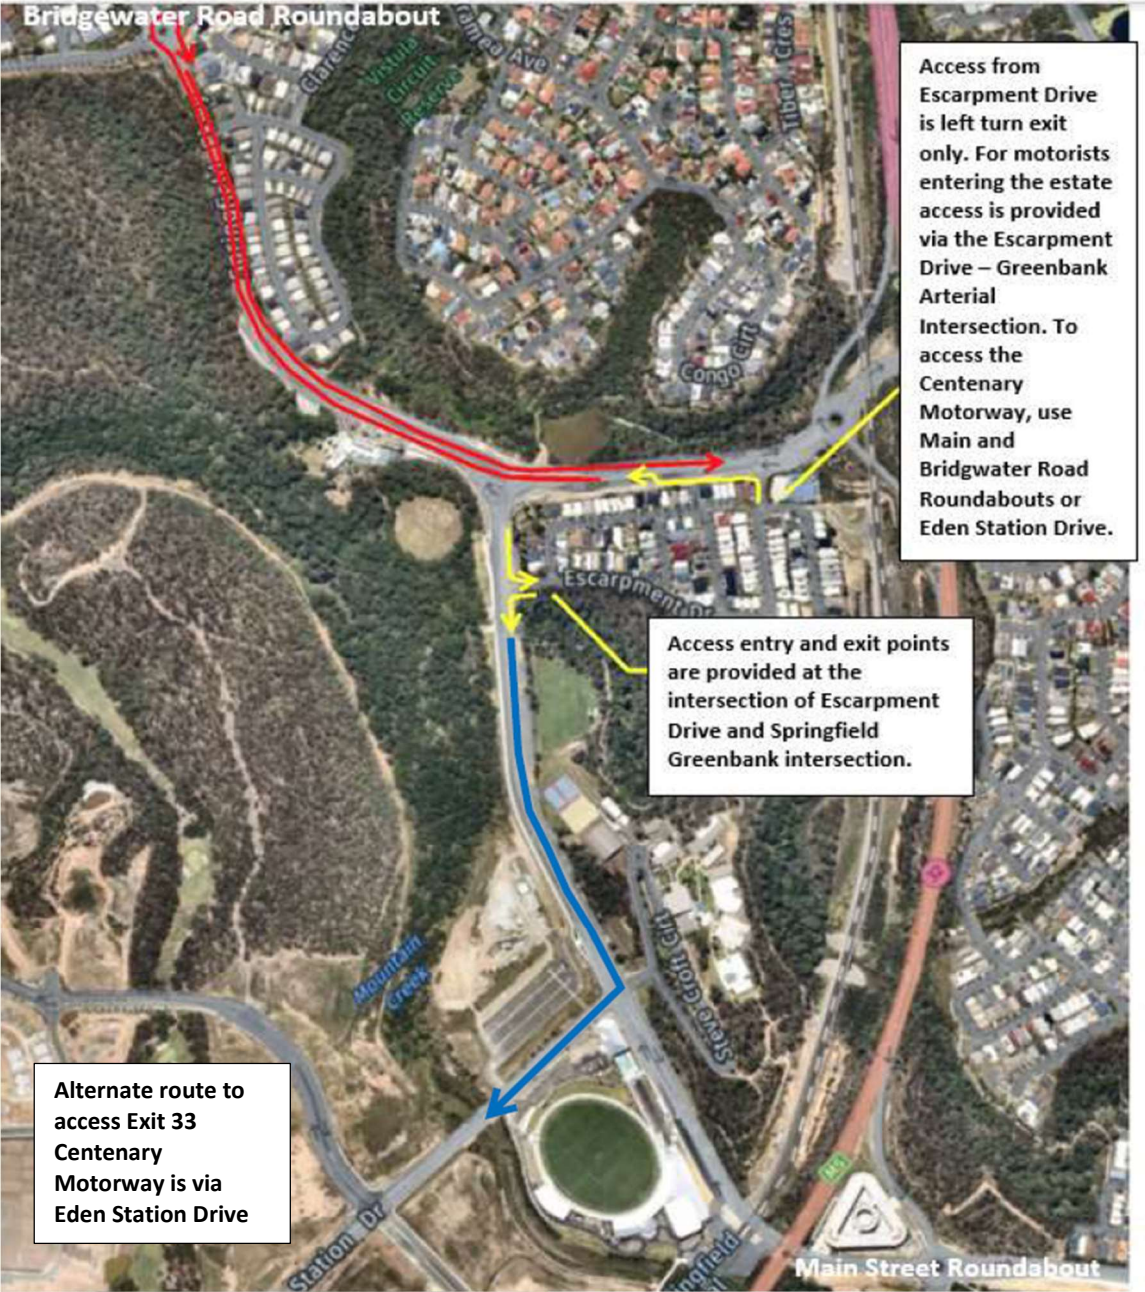 Bridgewater Road Roundabout
Clarence
Vistula
Circuit
Reserve
Ave
Tiber Cres
Access from
Escarpment Drive
is left turn exit
only. For motorists
entering the estate
access is provided
via the Escarpment
Drive – Greenbank
Arterial
Intersection. To
access the
Centenary
Motorway, use
Main and
Bridgwater Road
Roundabouts or
Eden Station Drive.
Congo Cirt
Escarpment Dr
Access entry and exit points
are provided at the
intersection of Escarpment
Drive and Springfield
Greenbank intersection.
Steve Croft Cirt
Mountain
Creek
Alternate route to
access Exit 33
Centenary
Motorway is via
Eden Station Drive
M5
Station Dr
Main Street Roundabout